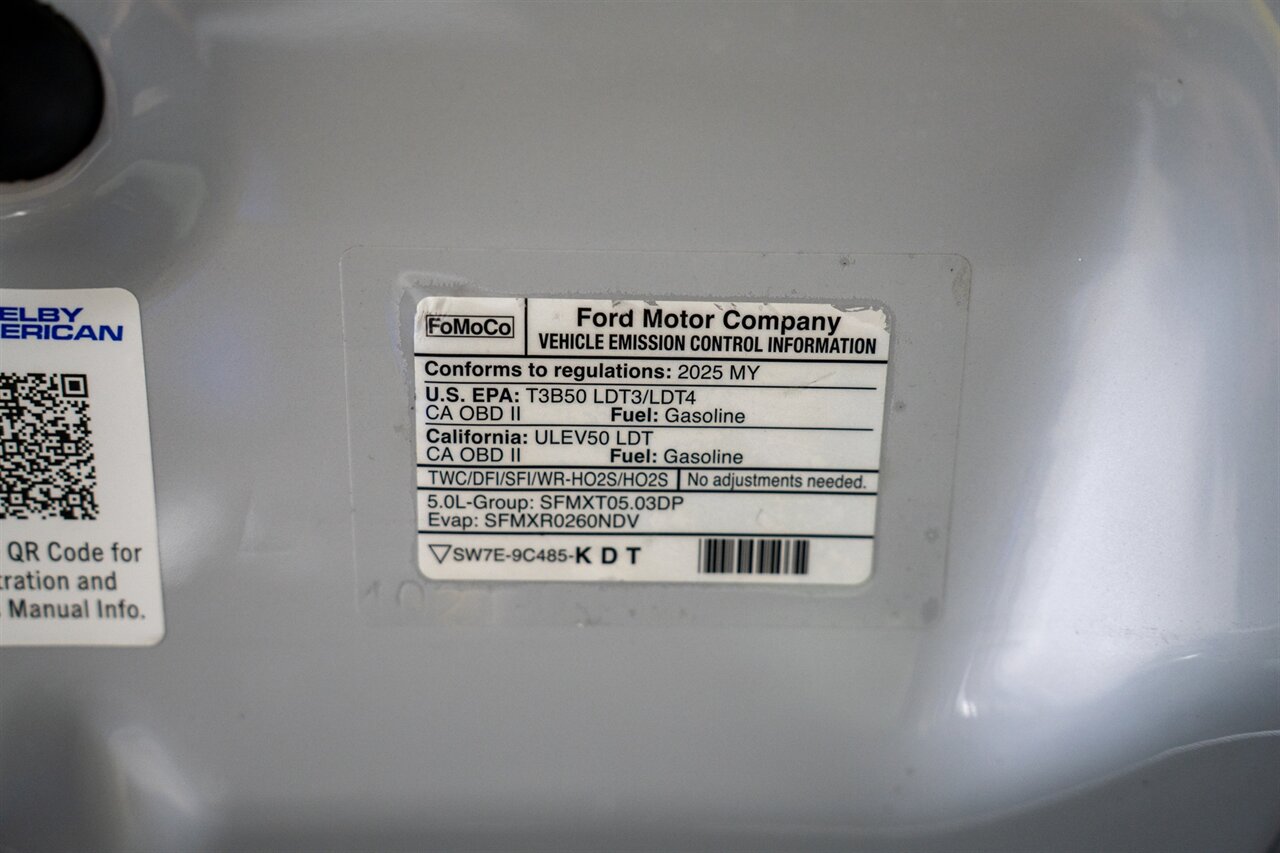 ELBY
ERICAN
QR Code for
tration and
Manual Info.
FoMoCo
Ford Motor Company
VEHICLE EMISSION CONTROL INFORMATION
Conforms to regulations: 2025 MY
U.S. EPA: T3B50 LDT3/LDT4
CA OBD II Fuel: Gasoline
California: ULEV50 LDT
CA OBD II Fuel: Gasoline
TWC/DFI/SFI/WR-HO2S/HO2S No adjustments needed.
5.0L-Group: SFMXT05.03DP
Evap: SFMXR0260NDV
SW7E-9C485-K D T